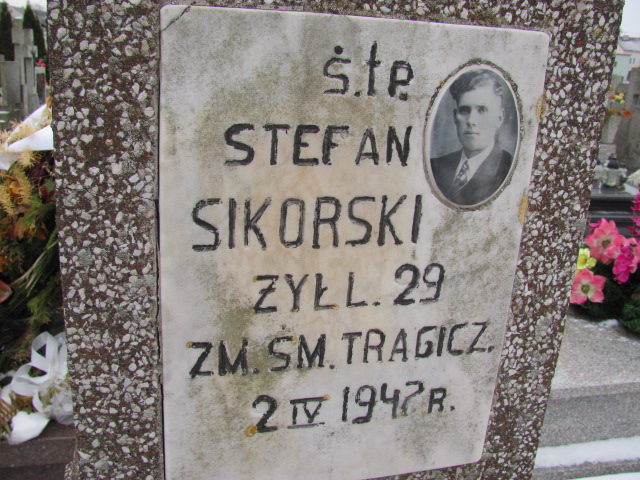 Ś.†P.
STEFAN
SIKORSKI
ŻYŁ L. 29
ZM. ŚM. TRAGICZ.
2 IV 1947 R.